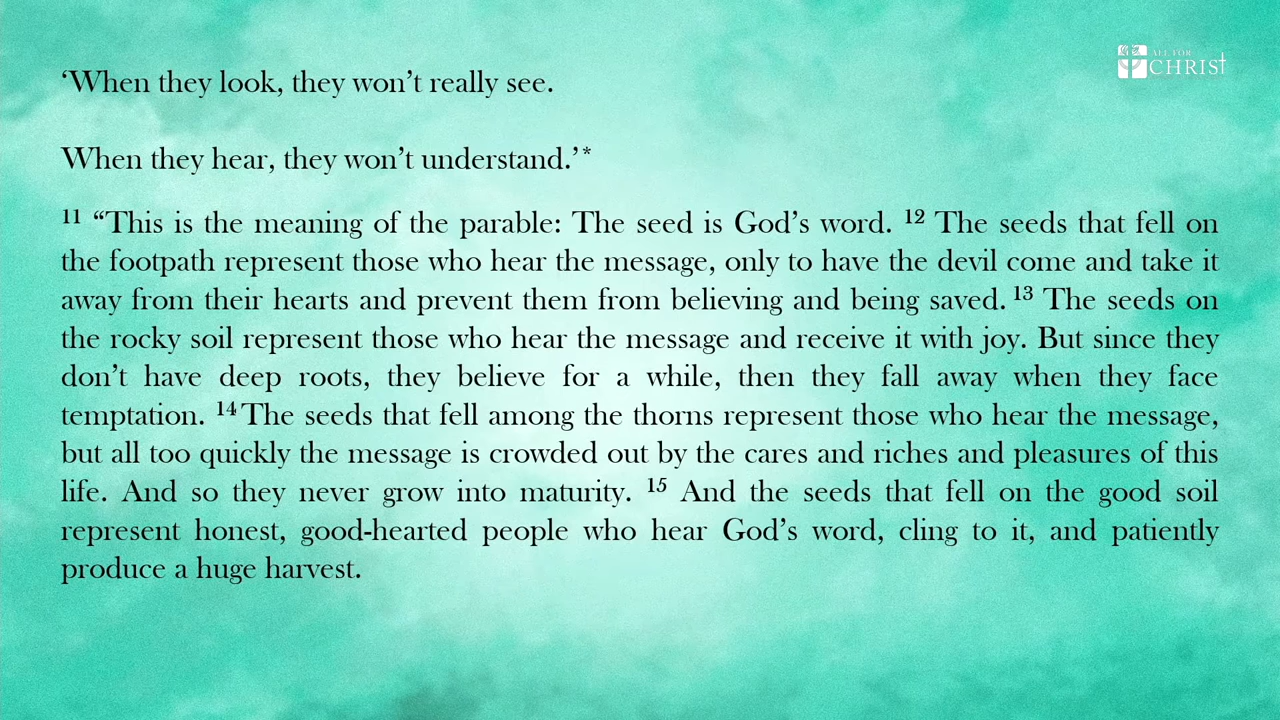 ‘When they look, they won’t really see.
ALL FOR
CHRIST
When they hear, they won’t understand.’*
11 “This is the meaning of the parable: The seed is God’s word. 12 The seeds that fell on
the footpath represent those who hear the message, only to have the devil come and take it
away from their hearts and prevent them from believing and being saved. 13 The seeds on
the rocky soil represent those who hear the message and receive it with joy. But since they
don’t have deep roots, they believe for a while, then they fall away when they face
temptation. 14 The seeds that fell among the thorns represent those who hear the message,
but all too quickly the message is crowded out by the cares and riches and pleasures of this
life. And so they never grow into maturity. 15 And the seeds that fell on the good soil
represent honest, good-hearted people who hear God’s word, cling to it, and patiently
produce a huge harvest.